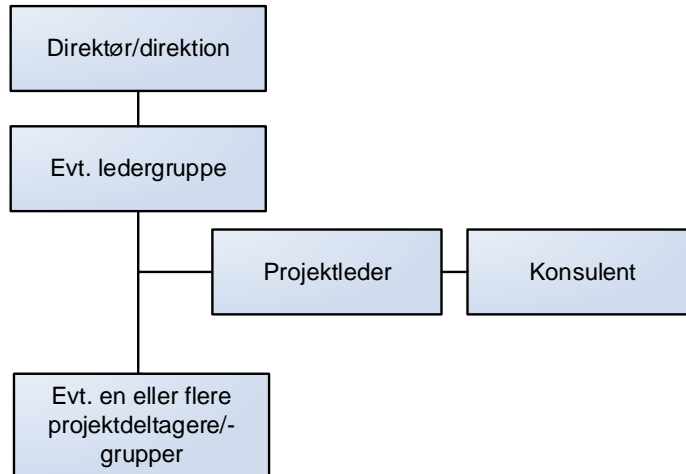 Direktør/direktion
Evt. ledergruppe
Projektleder
Konsulent
Evt. en eller flere
projektdeltagere/-
grupper